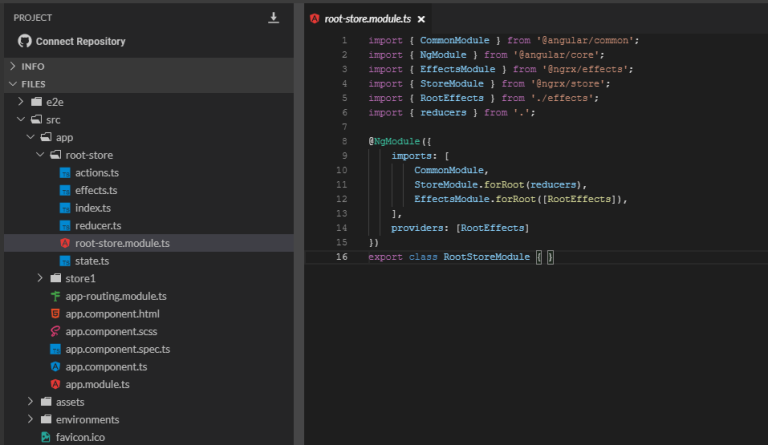 PROJECT
Connect Repository
INFO
FILES
e2e
src
app
root-store
actions.ts
effects.ts
index.ts
reducer.ts
root-store.module.ts
state.ts
store1
app-routing.module.ts
app.component.html
app.component.scss
app.component.spec.ts
app.component.ts
app.module.ts
assets
environments
favicon.ico
root-store.module.ts
1 import { CommonModule } from '@angular/common';
2 import { NgModule } from '@angular/core';
3 import { EffectsModule } from '@ngrx/effects';
4 import { StoreModule } from '@ngrx/store';
5 import { RootEffects } from './effects';
6 import { reducers } from '.';
7
8 @NgModule({
9     imports: [
10         CommonModule,
11         StoreModule.forRoot(reducers),
12         EffectsModule.forRoot([RootEffects]),
13     ],
14     providers: [RootEffects]
15 })
16 export class RootStoreModule { }